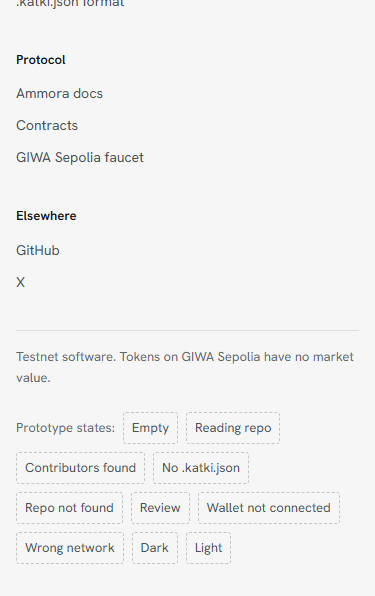 .katki.json format
Protocol
Ammora docs
Contracts
GIWA Sepolia faucet
Elsewhere
GitHub
X
Testnet software. Tokens on GIWA Sepolia have no market
value.
Prototype states: Empty Reading repo
Contributors found No .katki.json
Repo not found Review Wallet not connected
Wrong network Dark Light